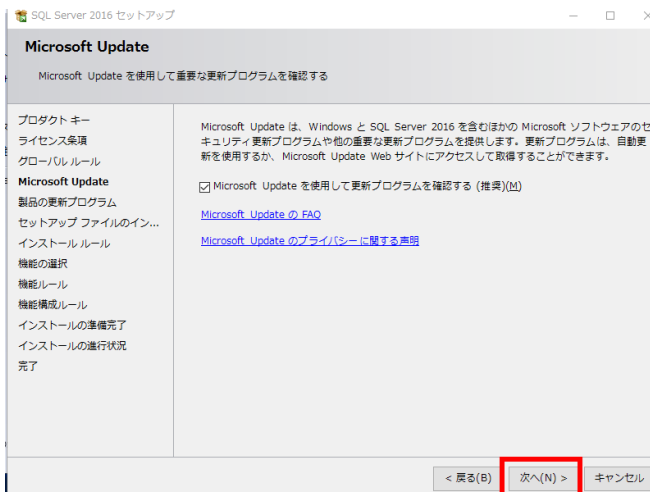 SQL Server 2016 セットアップ
Microsoft Update
Microsoft Update を使用して重要な更新プログラムを確認する
プロダクト キー
ライセンス条項
グローバル ルール
Microsoft Update
製品の更新プログラム
セットアップ ファイルのイン...
インストール ルール
機能の選択
機能ルール
機能構成ルール
インストールの準備完了
インストールの進行状況
完了
Microsoft Update は、Windows と SQL Server 2016 を含むほかの Microsoft ソフトウェアのセ
キュリティ更新プログラムや他の重要な更新プログラムを提供します。更新プログラムは、自動更
新を使用するか、Microsoft Update Web サイトにアクセスして取得することができます。
Microsoft Update を使用して更新プログラムを確認する (推奨)(M)
Microsoft Update の FAQ
Microsoft Update のプライバシーに関する声明
< 戻る(B) 次へ(N) > キャンセル